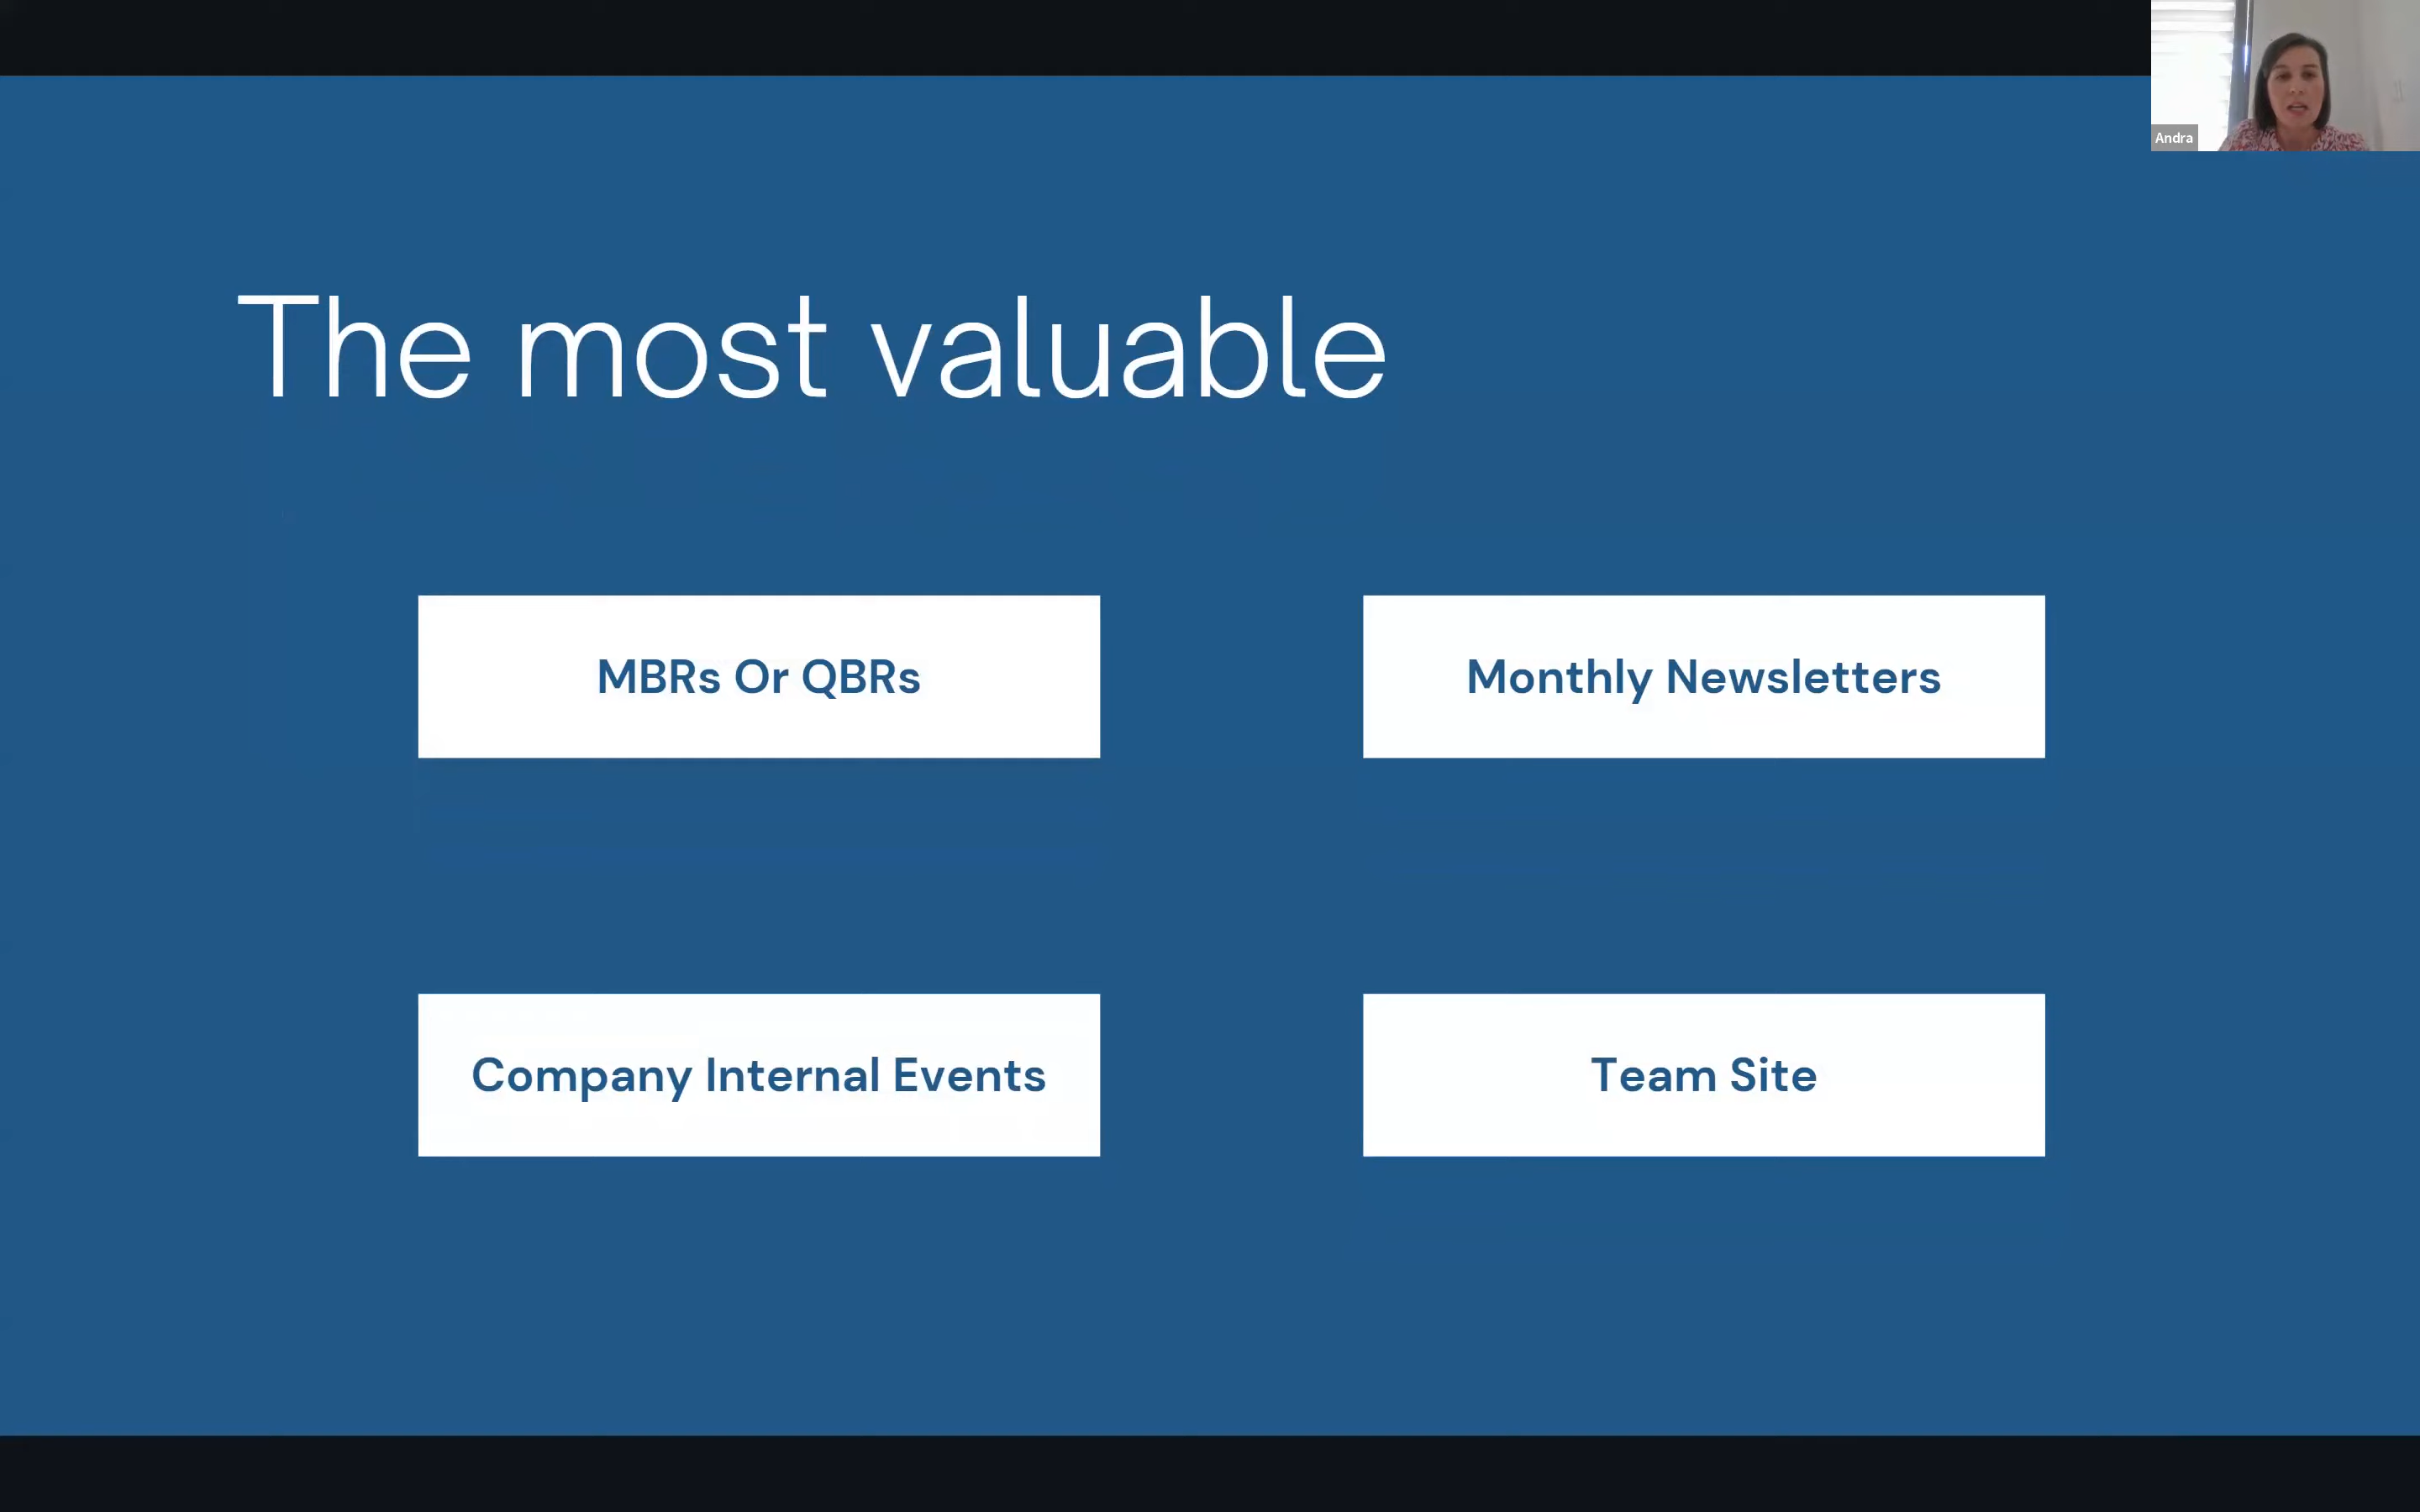 Andra
The most valuable
MBRs Or QBRs
Monthly Newsletters
Company Internal Events
Team Site